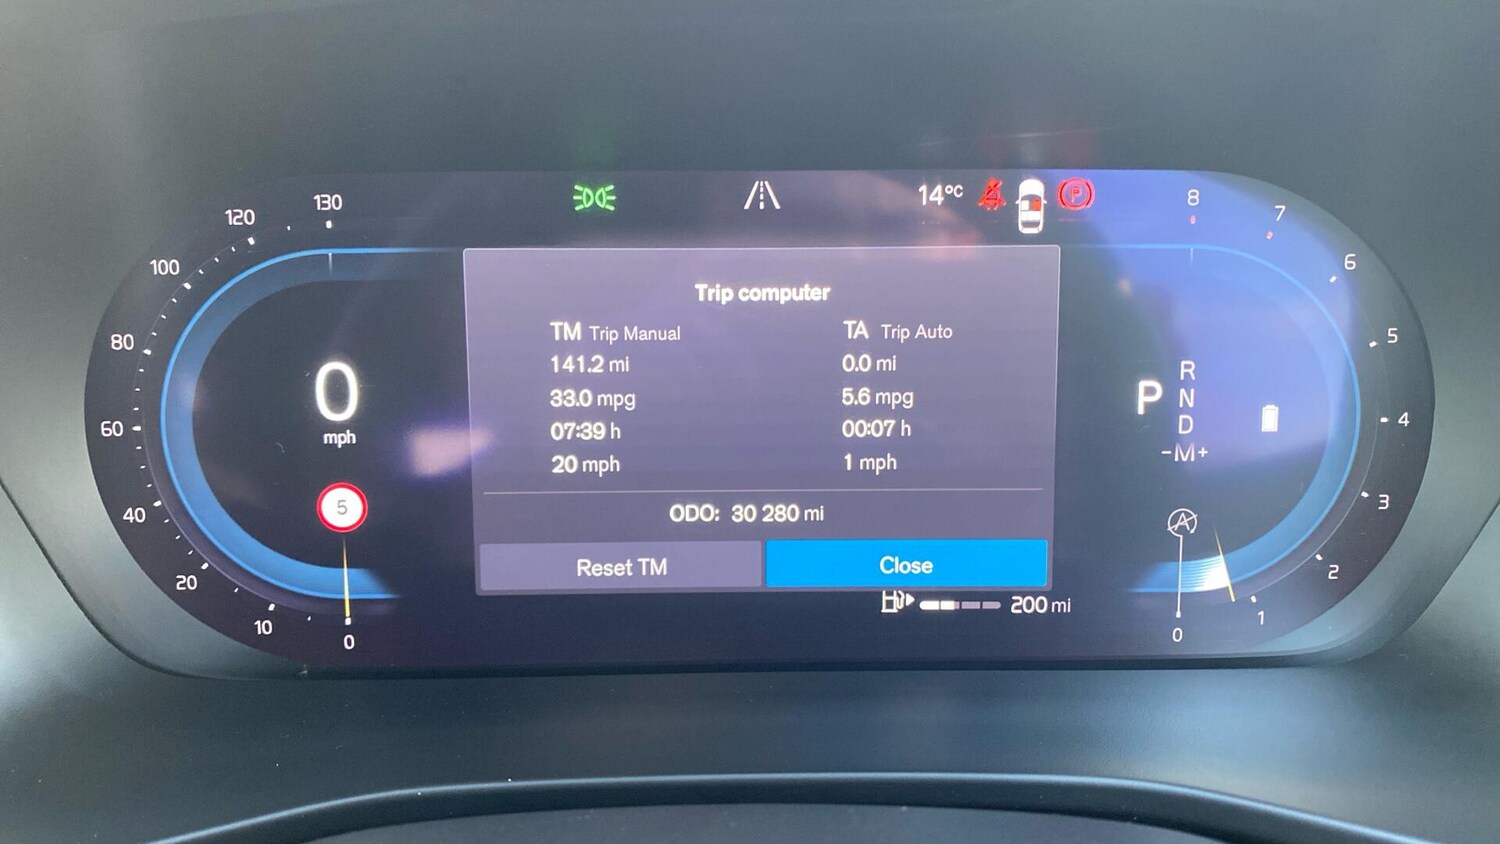 14°C
P
130
120
100
80
60
40
20
10
0
0
mph
5
Trip computer
TM Trip Manual
141.2 mi
33.0 mpg
07:39 h
20 mph
TA Trip Auto
0.0 mi
5.6 mpg
00:07 h
1 mph
ODO: 30 280 mi
Reset TM
Close
200 mi
P
R
N
D
-M+
A
8
7
6
5
4
3
2
1
0